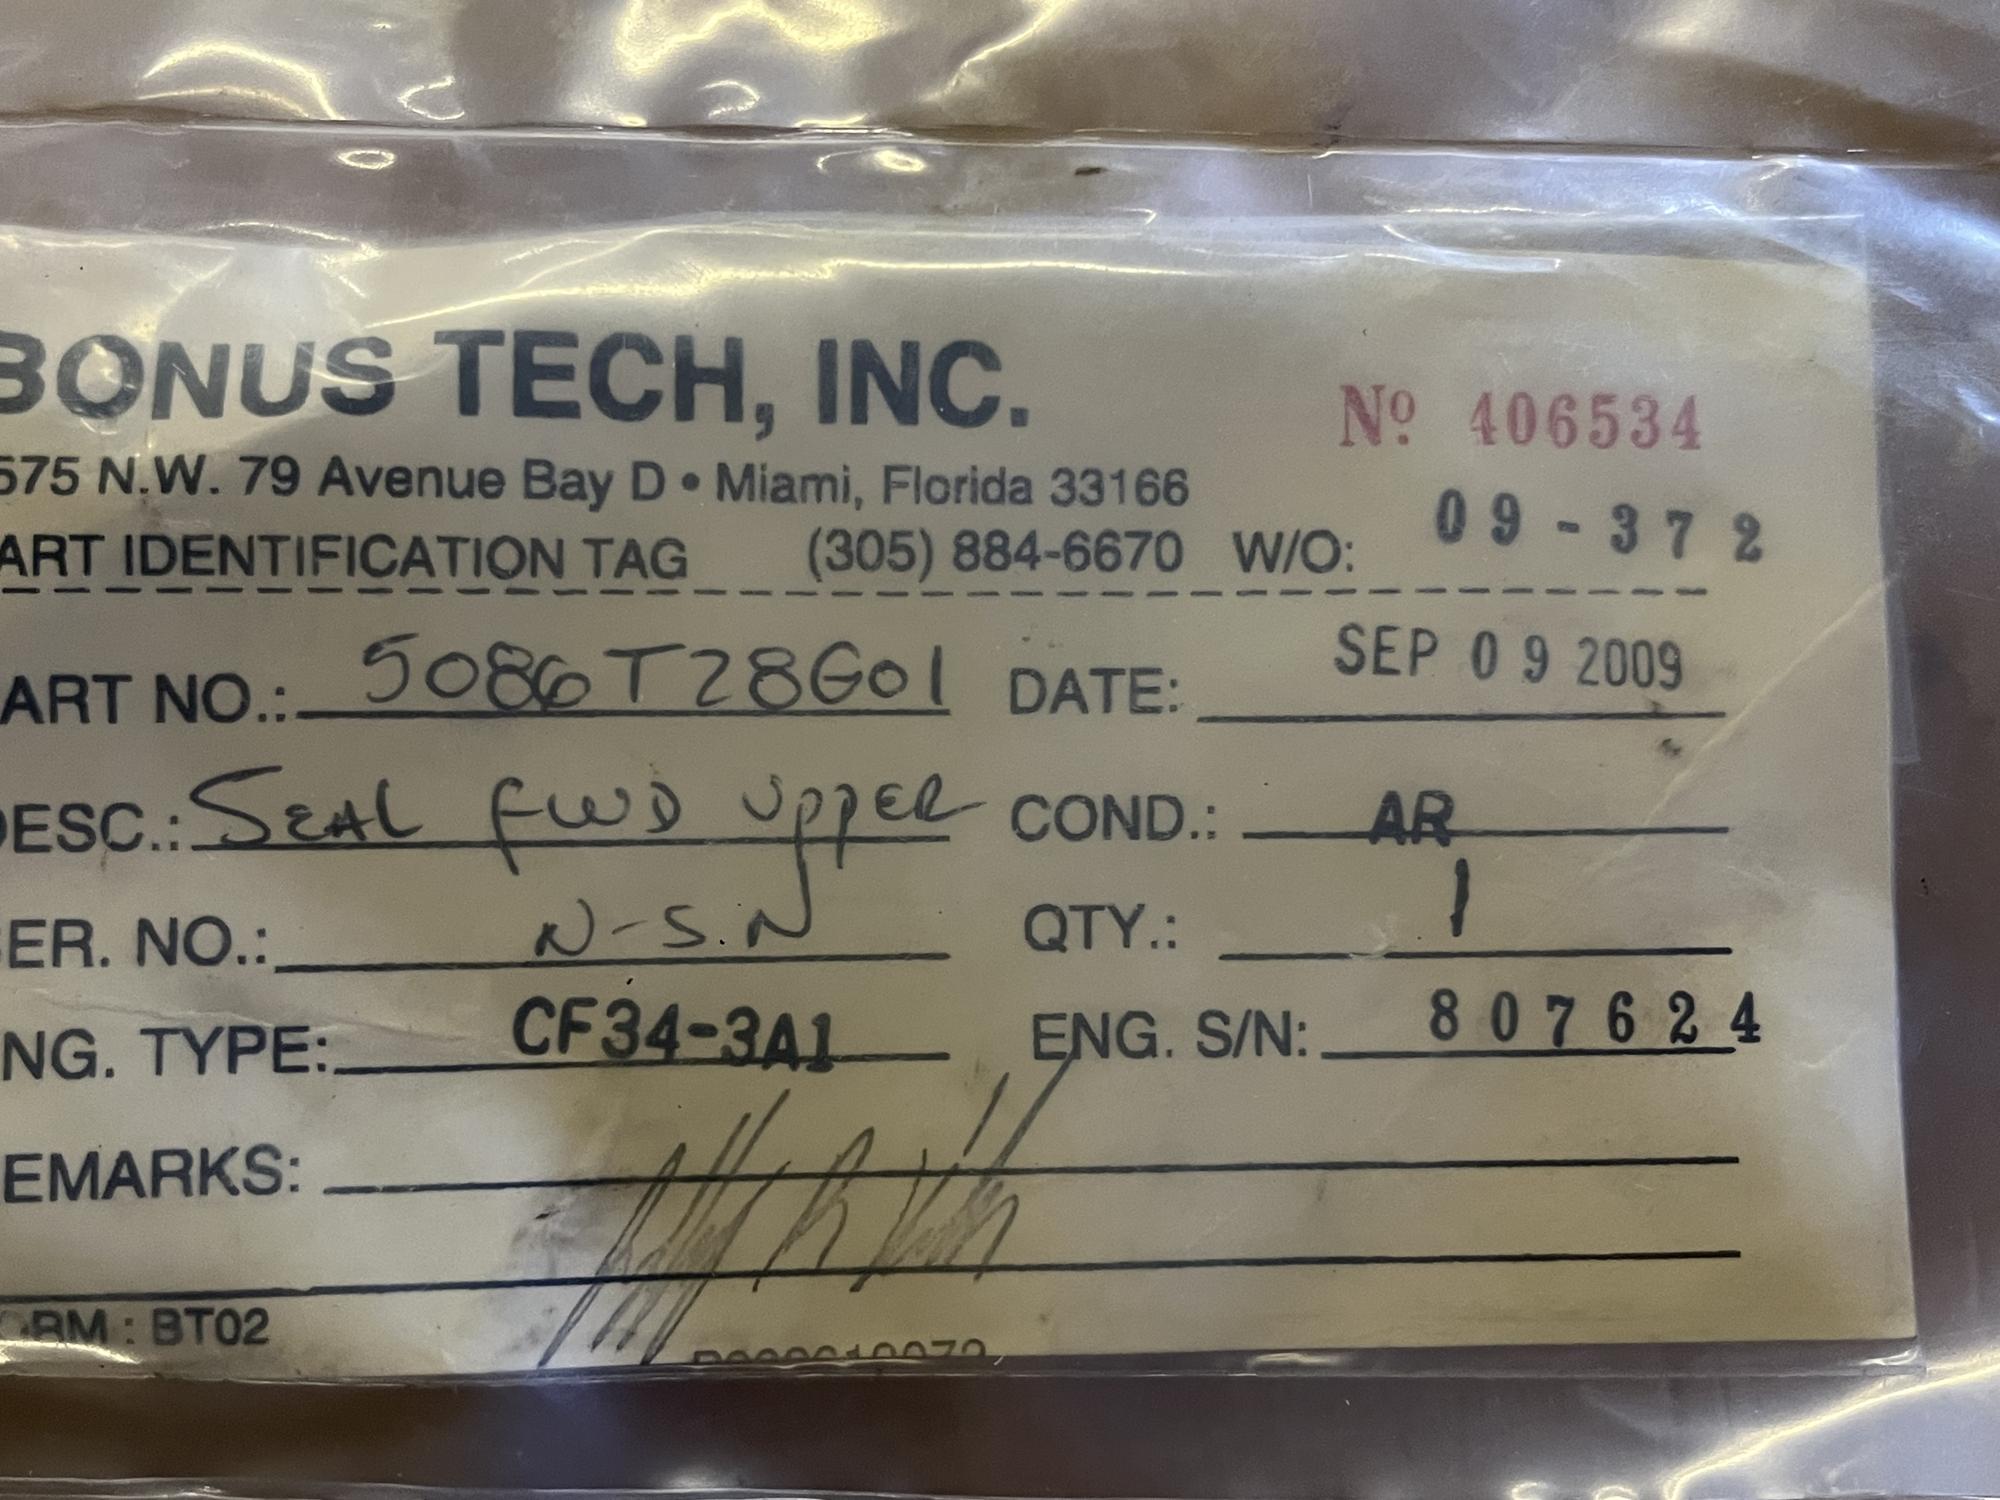 BONUS TECH, INC.
Nº 406534
575 N.W. 79 Avenue Bay D • Miami, Florida 33166
ART IDENTIFICATION TAG (305) 884-6670 W/O: 09-372
ART NO.: 5086T28G01 DATE: SEP 09 2009
DESC.: SEAL FWD UPPER COND.: AR
SER. NO.: N-S.N QTY.: 1
NG. TYPE: CF34-3A1 ENG. S/N: 807624
EMARKS:
ORM : BT02